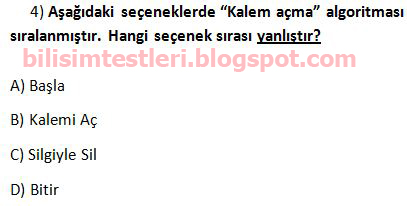 4) Aşağıdaki seçeneklerde “Kalem açma” algoritması
sıralanmıştır. Hangi seçenek sırası yanlıştır?
bilisimtestleri.blogspot.com
A) Başla
B) Kalemi Aç
C) Silgiyle Sil
D) Bitir